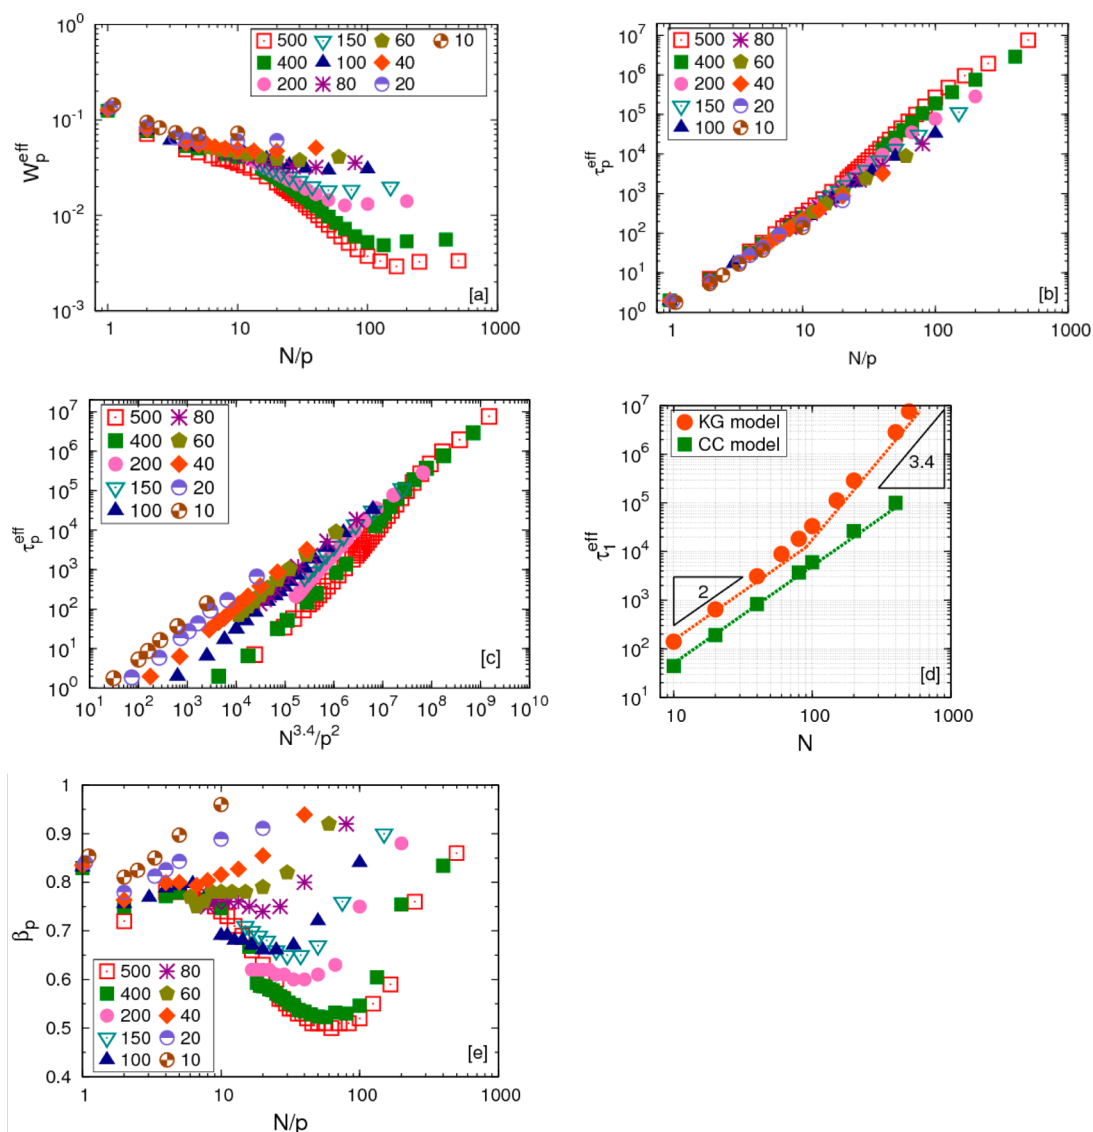 10^0
10^-1
10^-2
10^-3
W_p^eff
500 150 60 10
400 100 40
200 80 20
[a]
1 10 100 1000
N/p
10^7
10^6
10^5
10^4
10^3
10^2
10^1
10^0
τ_p^eff
500 80
400 60
200 40
150 20
100 10
[b]
1 10 100 1000
N/p
10^7
10^6
10^5
10^4
10^3
10^2
10^1
10^0
τ_p^eff
500 80
400 60
200 40
150 20
100 10
[c]
10^1 10^2 10^3 10^4 10^5 10^6 10^7 10^8 10^9 10^10
N^3.4/p^2
10^7
10^6
10^5
10^4
10^3
10^2
10^1
τ_1^eff
KG model
CC model
3.4
2
[d]
10 100 1000
N
1
0.9
0.8
0.7
0.6
0.5
0.4
β_p
500 80
400 60
200 40
150 20
100 10
[e]
1 10 100 1000
N/p